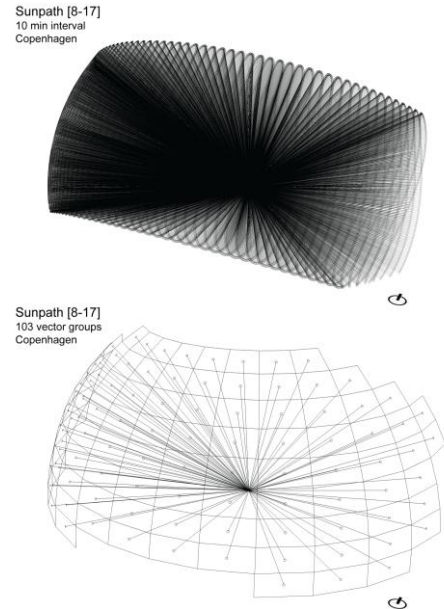 Sunpath [8-17]
10 min interval
Copenhagen
Sunpath [8-17]
103 vector groups
Copenhagen